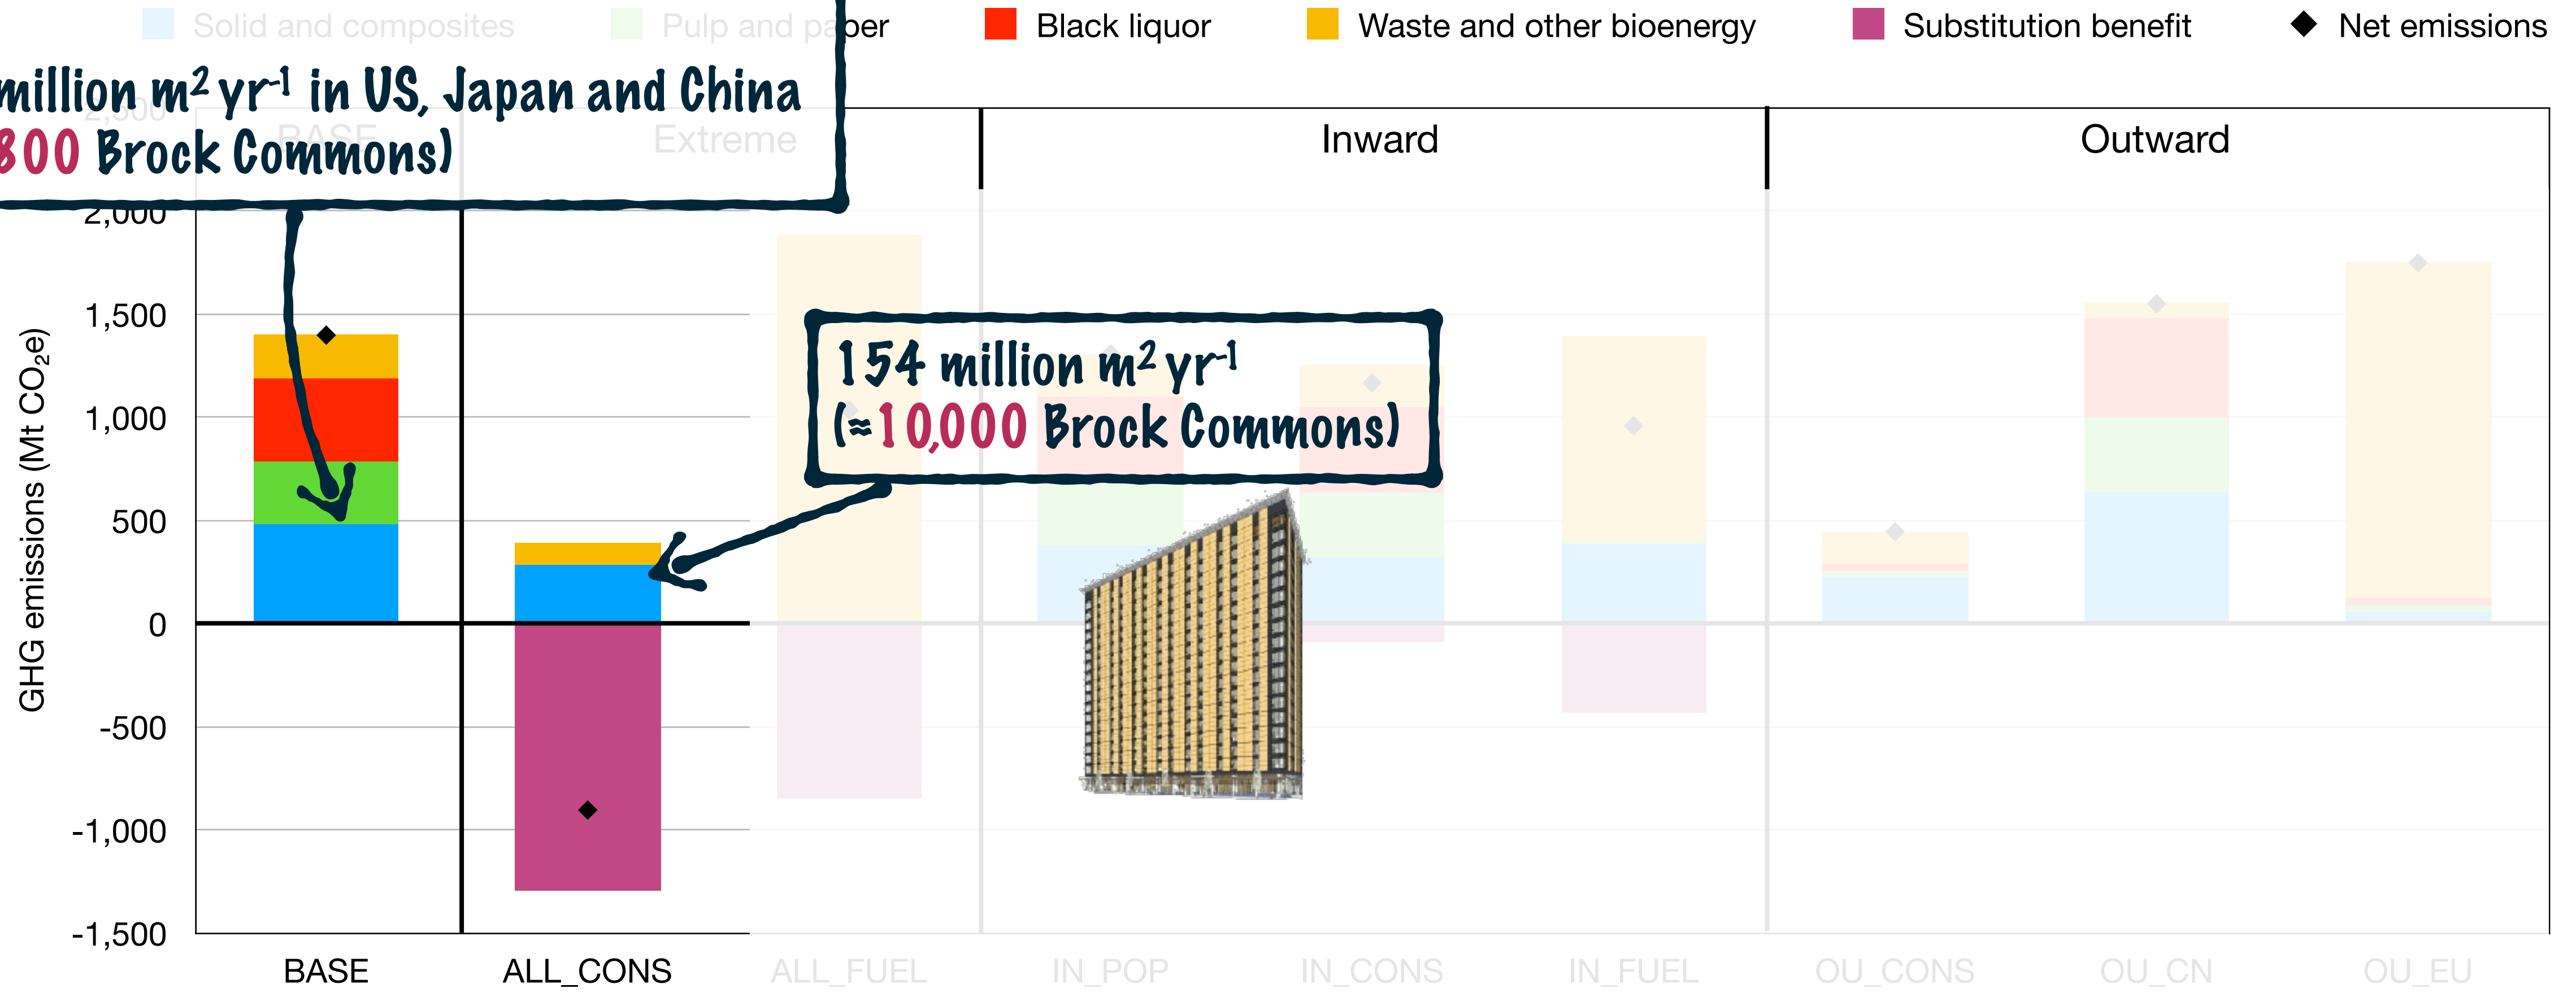 Solid and composites
Pulp and paper
Black liquor
Waste and other bioenergy
Substitution benefit
Net emissions
million m² yr⁻¹ in US, Japan and China
800 Brock Commons)
BASE
Extreme
Inward
Outward
GHG emissions (Mt CO₂e)
2,500
2,000
1,500
1,000
500
0
-500
-1,000
-1,500
154 million m² yr⁻¹
(≈10,000 Brock Commons)
BASE
ALL_CONS
ALL_FUEL
IN_POP
IN_CONS
IN_FUEL
OU_CONS
OU_CN
OU_EU